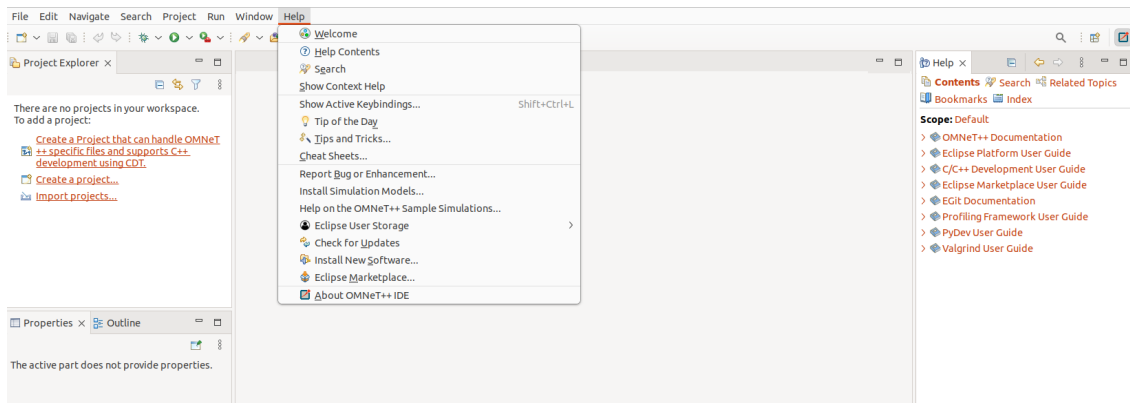 File Edit Navigate Search Project Run Window Help
Project Explorer
There are no projects in your workspace.
To add a project:
Create a Project that can handle OMNeT
++ specific files and supports C++
development using CDT.
Create a project...
Import projects...
Properties
Outline
The active part does not provide properties.
Welcome
Help Contents
Search
Show Context Help
Show Active Keybindings... Shift+Ctrl+L
Tip of the Day
Tips and Tricks...
Cheat Sheets...
Report Bug or Enhancement...
Install Simulation Models...
Help on the OMNeT++ Sample Simulations...
Eclipse User Storage
Check for Updates
Install New Software...
Eclipse Marketplace...
About OMNeT++ IDE
Help
Contents Search Related Topics
Bookmarks Index
Scope: Default
OMNeT++ Documentation
Eclipse Platform User Guide
C/C++ Development User Guide
Eclipse Marketplace User Guide
EGit Documentation
Profiling Framework User Guide
PyDev User Guide
Valgrind User Guide